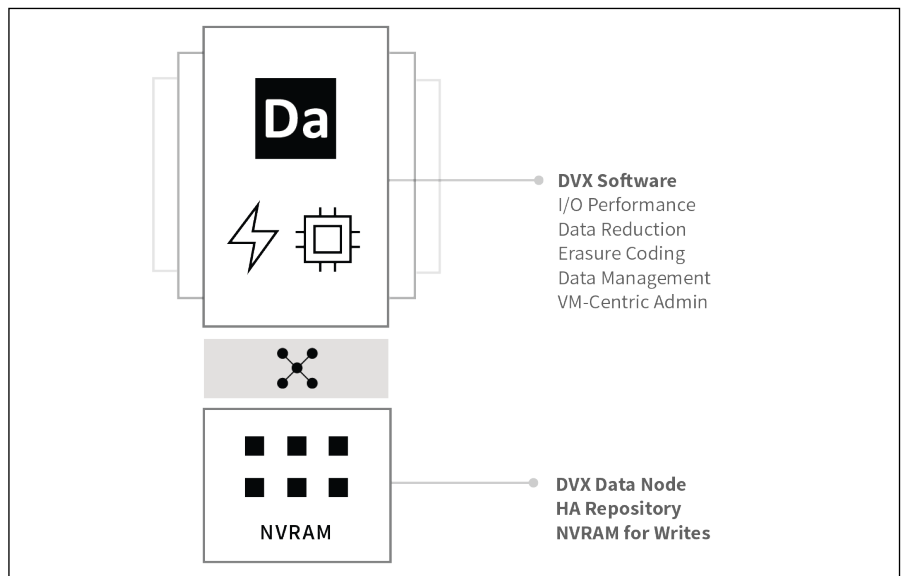 Da
DVX Software
I/O Performance
Data Reduction
Erasure Coding
Data Management
VM-Centric Admin
NVRAM
DVX Data Node
HA Repository
NVRAM for Writes